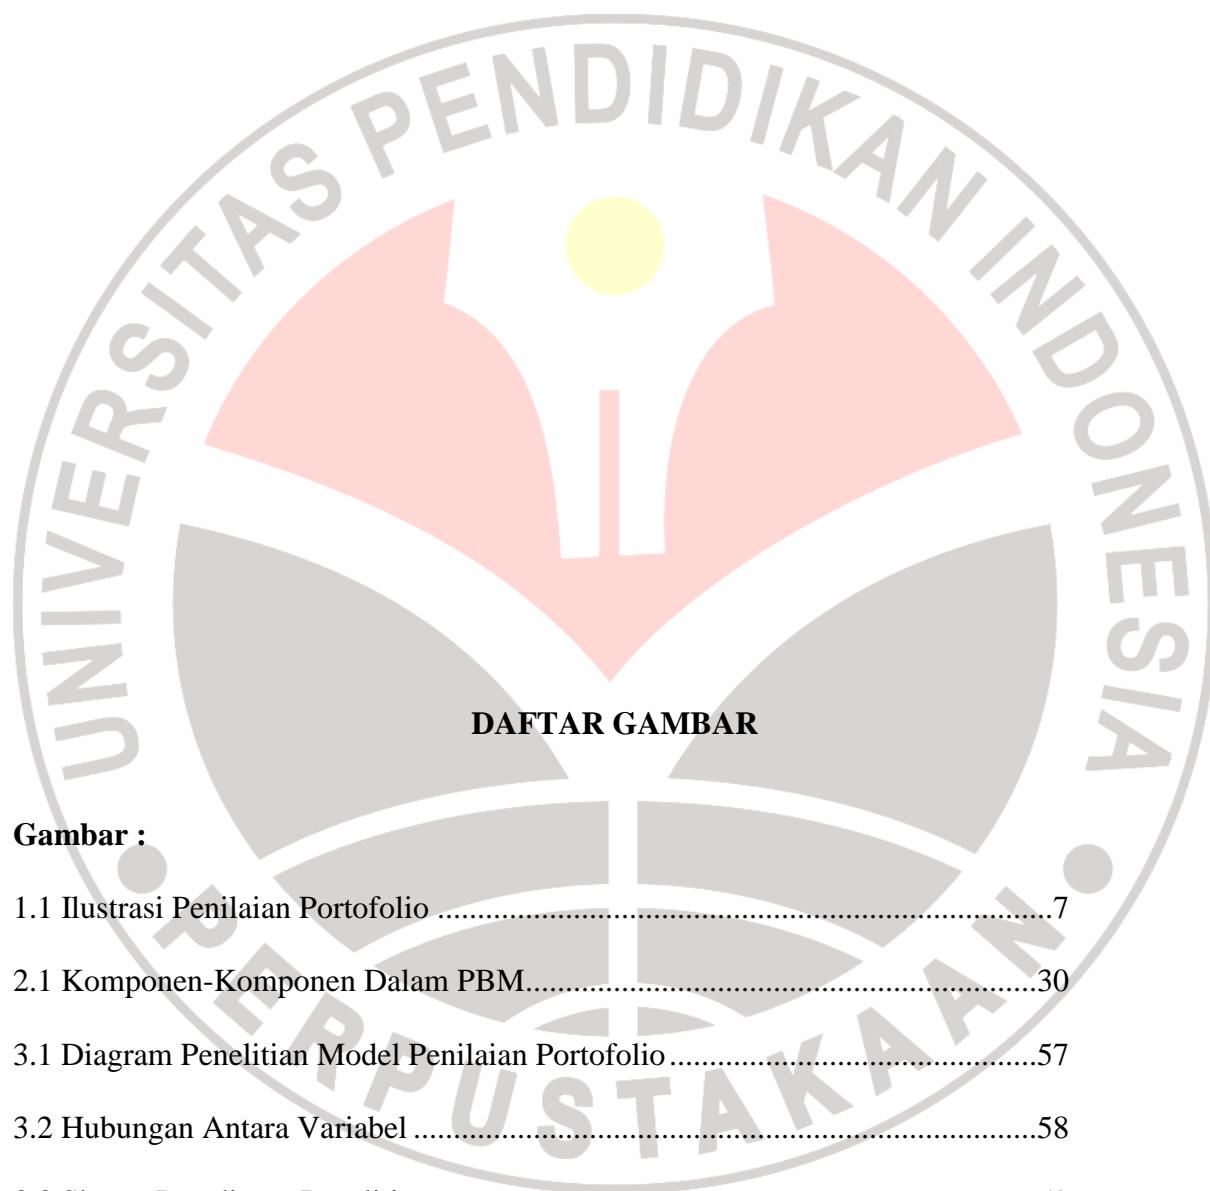 UNIVERSITAS PENDIDIKAN INDONESIA
DAFTAR GAMBAR
Gambar :
1.1 Ilustrasi Penilaian Portofolio ............................................................................7
2.1 Komponen-Komponen Dalam PBM...............................................................30
3.1 Diagram Penelitian Model Penilaian Portofolio .............................................57
3.2 Hubungan Antara Variabel .............................................................................58
PERPUSTAKAAN